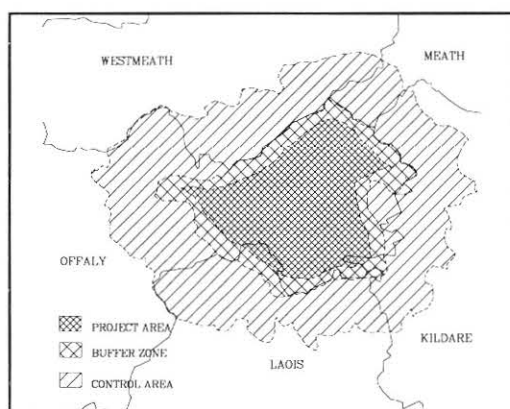 WESTMEATH
MEATH
OFFALY
PROJECT AREA
BUFFER ZONE
CONTROL AREA
LAOIS
KILDARE